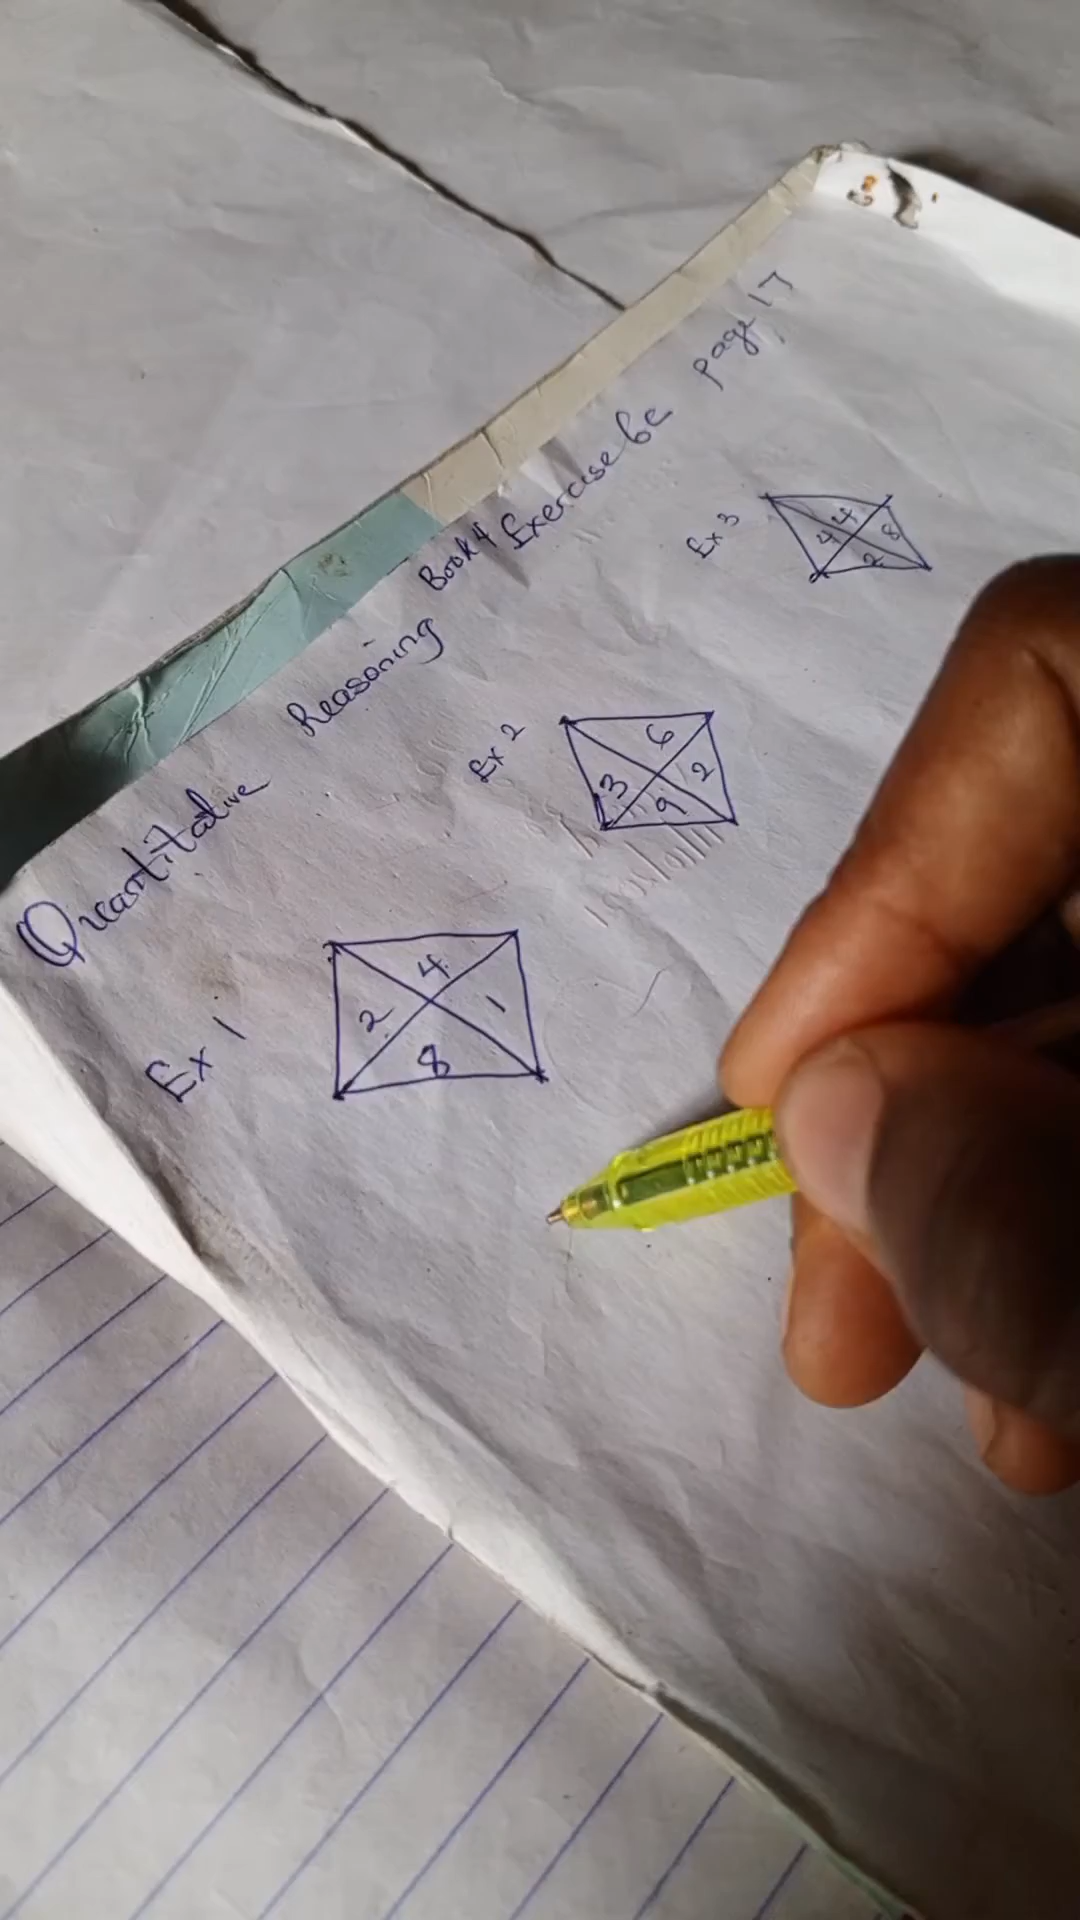 Quantitative Reasoning Book 4 Exercise 6e page 17
Ex 1
4
2 1
8
Ex 2
6
3 2
9
Ex 3
4
4 8
2